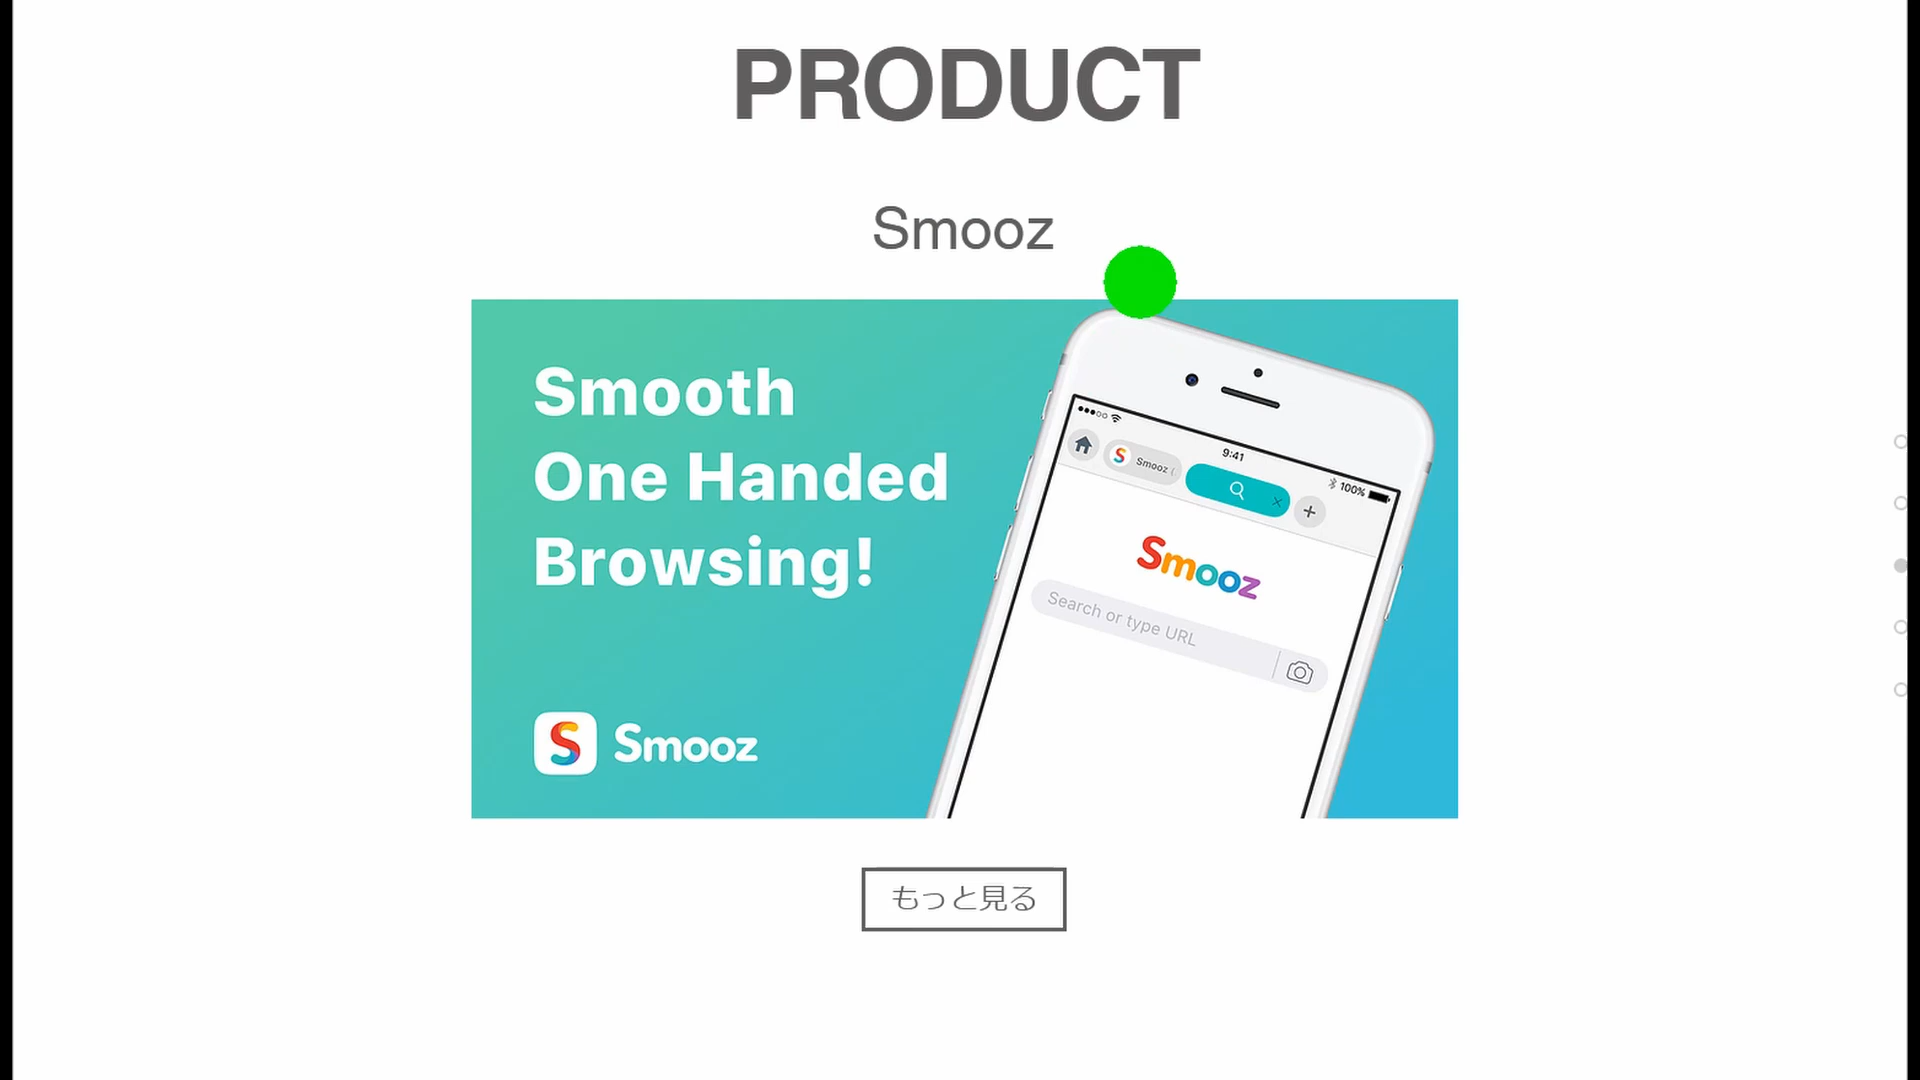 PRODUCT
Smooz
Smooth
One Handed
Browsing!
Smooz
9:41
100%
Smooz
Smooz
Search or type URL
もっと見る